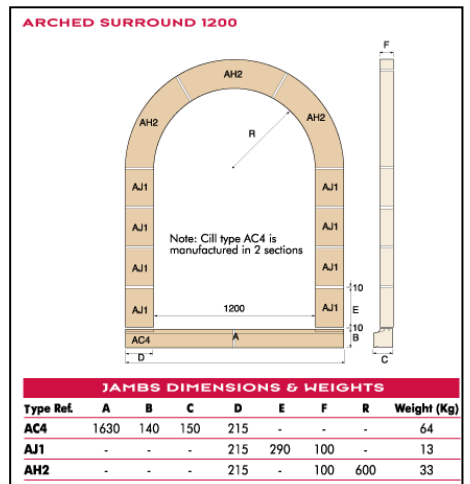 ARCHED SURROUND 1200
F
AH2
AH2
AH2
R
AJ1
AJ1
AJ1
AJ1
Note: Cill type AC4 is
manufactured in 2 sections
AJ1
AJ1
10
AJ1
1200
AJ1
E
10
AC4
A
B
D
C
JAMBS DIMENSIONS & WEIGHTS
Type Ref. A B C D E F R Weight (Kg)
AC4 1630 140 150 215 - - - 64
AJ1 - - - 215 290 100 - 13
AH2 - - - 215 - 100 600 33